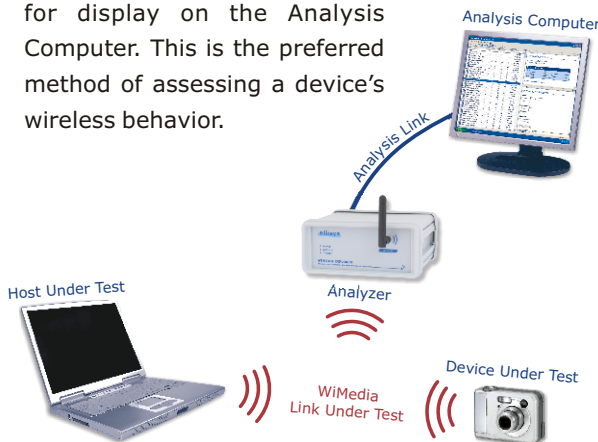 for display on the Analysis
Computer. This is the preferred
method of assessing a device's
wireless behavior.
Analysis Computer
Analysis Link
Analyzer
Host Under Test
WiMedia
Link Under Test
Device Under Test